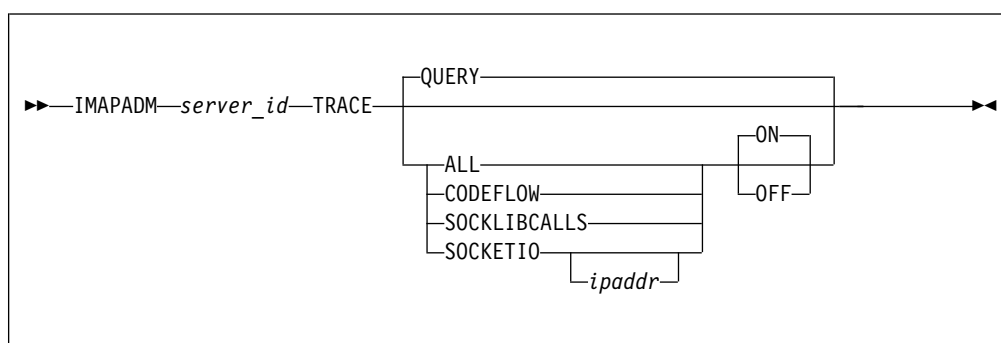 QUERY
IMAPADM server_id TRACE
ON
ALL
OFF
CODEFLOW
SOCKLIBCALLS
SOCKETIO
ipaddr